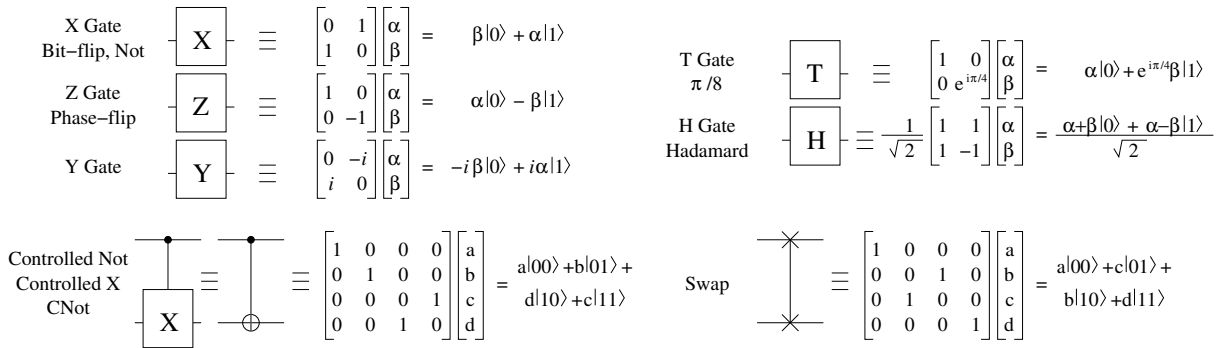 X Gate
Bit−flip, Not
X ≡ [0 1; 1 0] [α; β] = β|0⟩ + α|1⟩
Z Gate
Phase−flip
Z ≡ [1 0; 0 −1] [α; β] = α|0⟩ − β|1⟩
Y Gate
Y ≡ [0 −i; i 0] [α; β] = −iβ|0⟩ + iα|1⟩
T Gate
π /8
T ≡ [1 0; 0 e^iπ/4] [α; β] = α|0⟩ + e^iπ/4 β|1⟩
H Gate
Hadamard
H ≡ 1/√2 [1 1; 1 −1] [α; β] = α+β|0⟩ + α−β|1⟩ / √2
Controlled Not
Controlled X
CNot
X ≡ ≡
1 0 0 0 a
0 1 0 0 b
0 0 0 1 c
0 0 1 0 d
= a|00⟩ +b|01⟩ +
d|10⟩ +c|11⟩
Swap
≡
1 0 0 0 a
0 0 1 0 b
0 1 0 0 c
0 0 0 1 d
= a|00⟩ +c|01⟩ +
b|10⟩ +d|11⟩